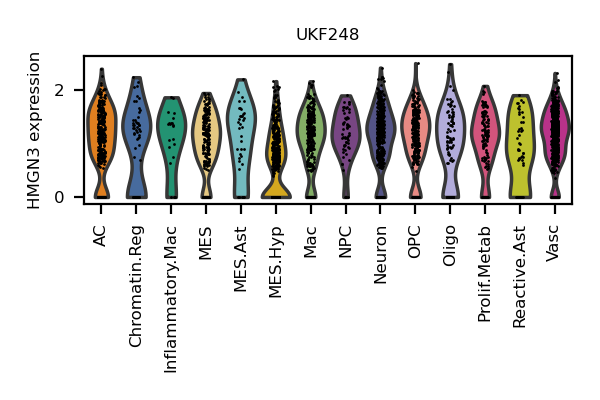 UKF248
HMGN3 expression
2
0
AC
Chromatin.Reg
Inflammatory.Mac
MES
MES.Ast
MES.Hyp
Mac
NPC
Neuron
OPC
Oligo
Prolif.Metab
Reactive.Ast
Vasc